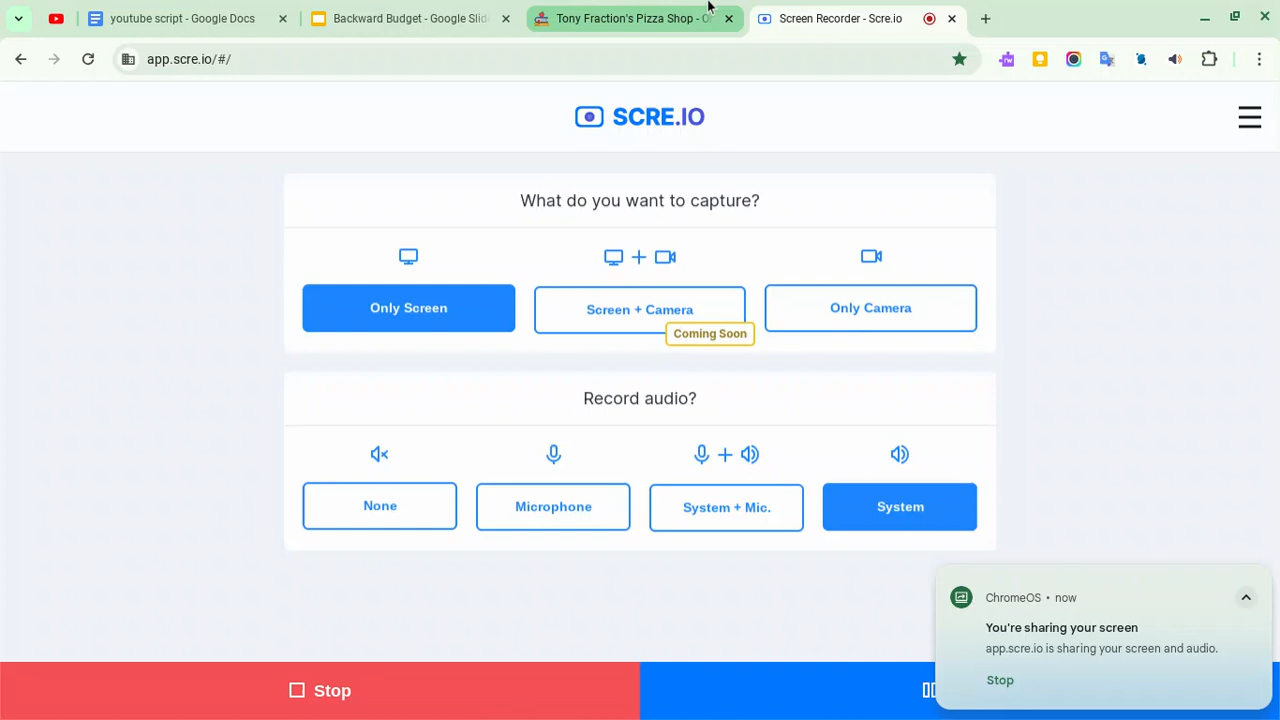 youtube script - Google Docs
Backward Budget - Google Slid
Tony Fraction's Pizza Shop -
Screen Recorder - Scre.io
app.scre.io/#/
SCRE.IO
What do you want to capture?
Only Screen
Screen + Camera
Only Camera
Coming Soon
Record audio?
None
Microphone
System + Mic.
System
ChromeOS • now
You're sharing your screen
app.scre.io is sharing your screen and audio.
Stop
Stop